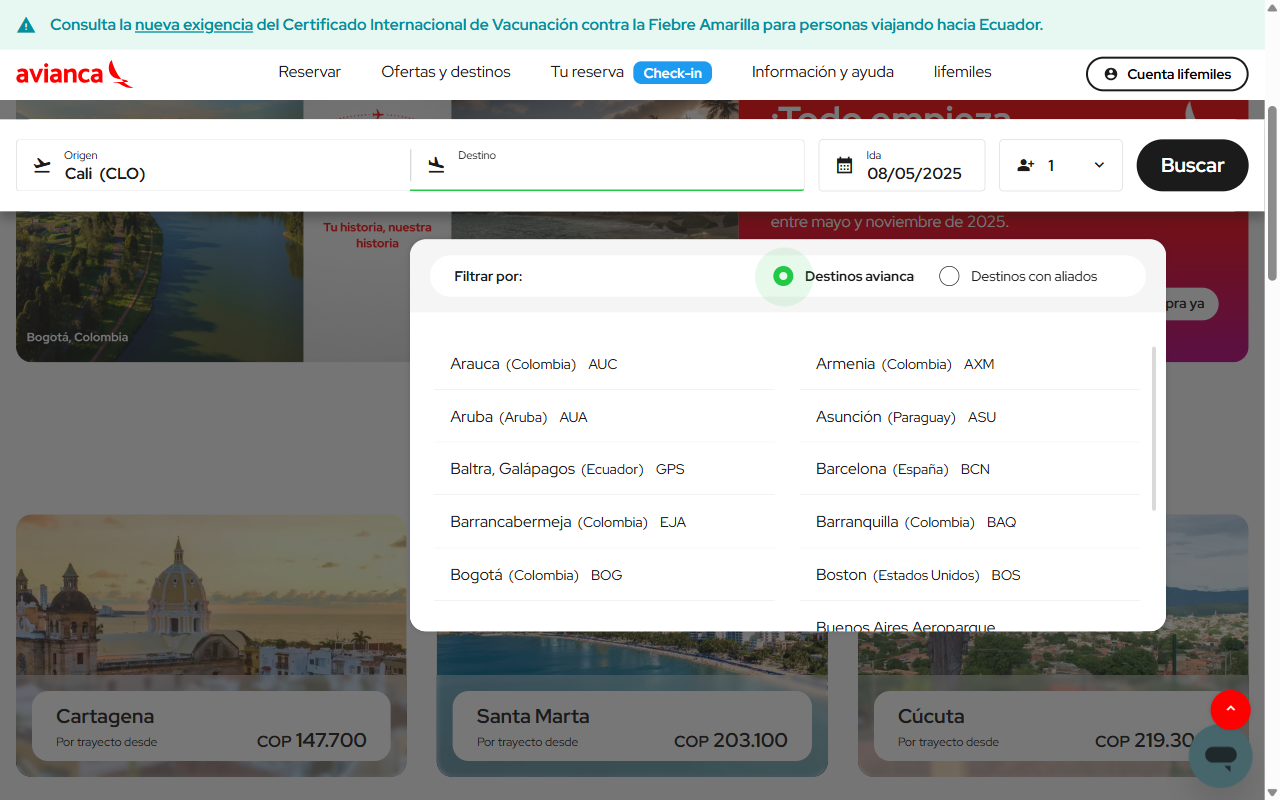 Consulta la nueva exigencia del Certificado Internacional de Vacunación contra la Fiebre Amarilla para personas viajando hacia Ecuador.
avianca
Reservar
Ofertas y destinos
Tu reserva
Check-in
Información y ayuda
lifemiles
Cuenta lifemiles
¡Todo empieza
Origen
Cali (CLO)
Destino
Ida
08/05/2025
1
Buscar
Tu historia, nuestra
historia
entre mayo y noviembre de 2025.
Filtrar por:
Destinos avianca
Destinos con aliados
pra ya
Bogotá, Colombia
Arauca (Colombia) AUC
Armenia (Colombia) AXM
Aruba (Aruba) AUA
Asunción (Paraguay) ASU
Baltra, Galápagos (Ecuador) GPS
Barcelona (España) BCN
Barrancabermeja (Colombia) EJA
Barranquilla (Colombia) BAQ
Bogotá (Colombia) BOG
Boston (Estados Unidos) BOS
Buenos Aires Aeroparque
Cartagena
Por trayecto desde
COP 147.700
Santa Marta
Por trayecto desde
COP 203.100
Cúcuta
Por trayecto desde
COP 219.30